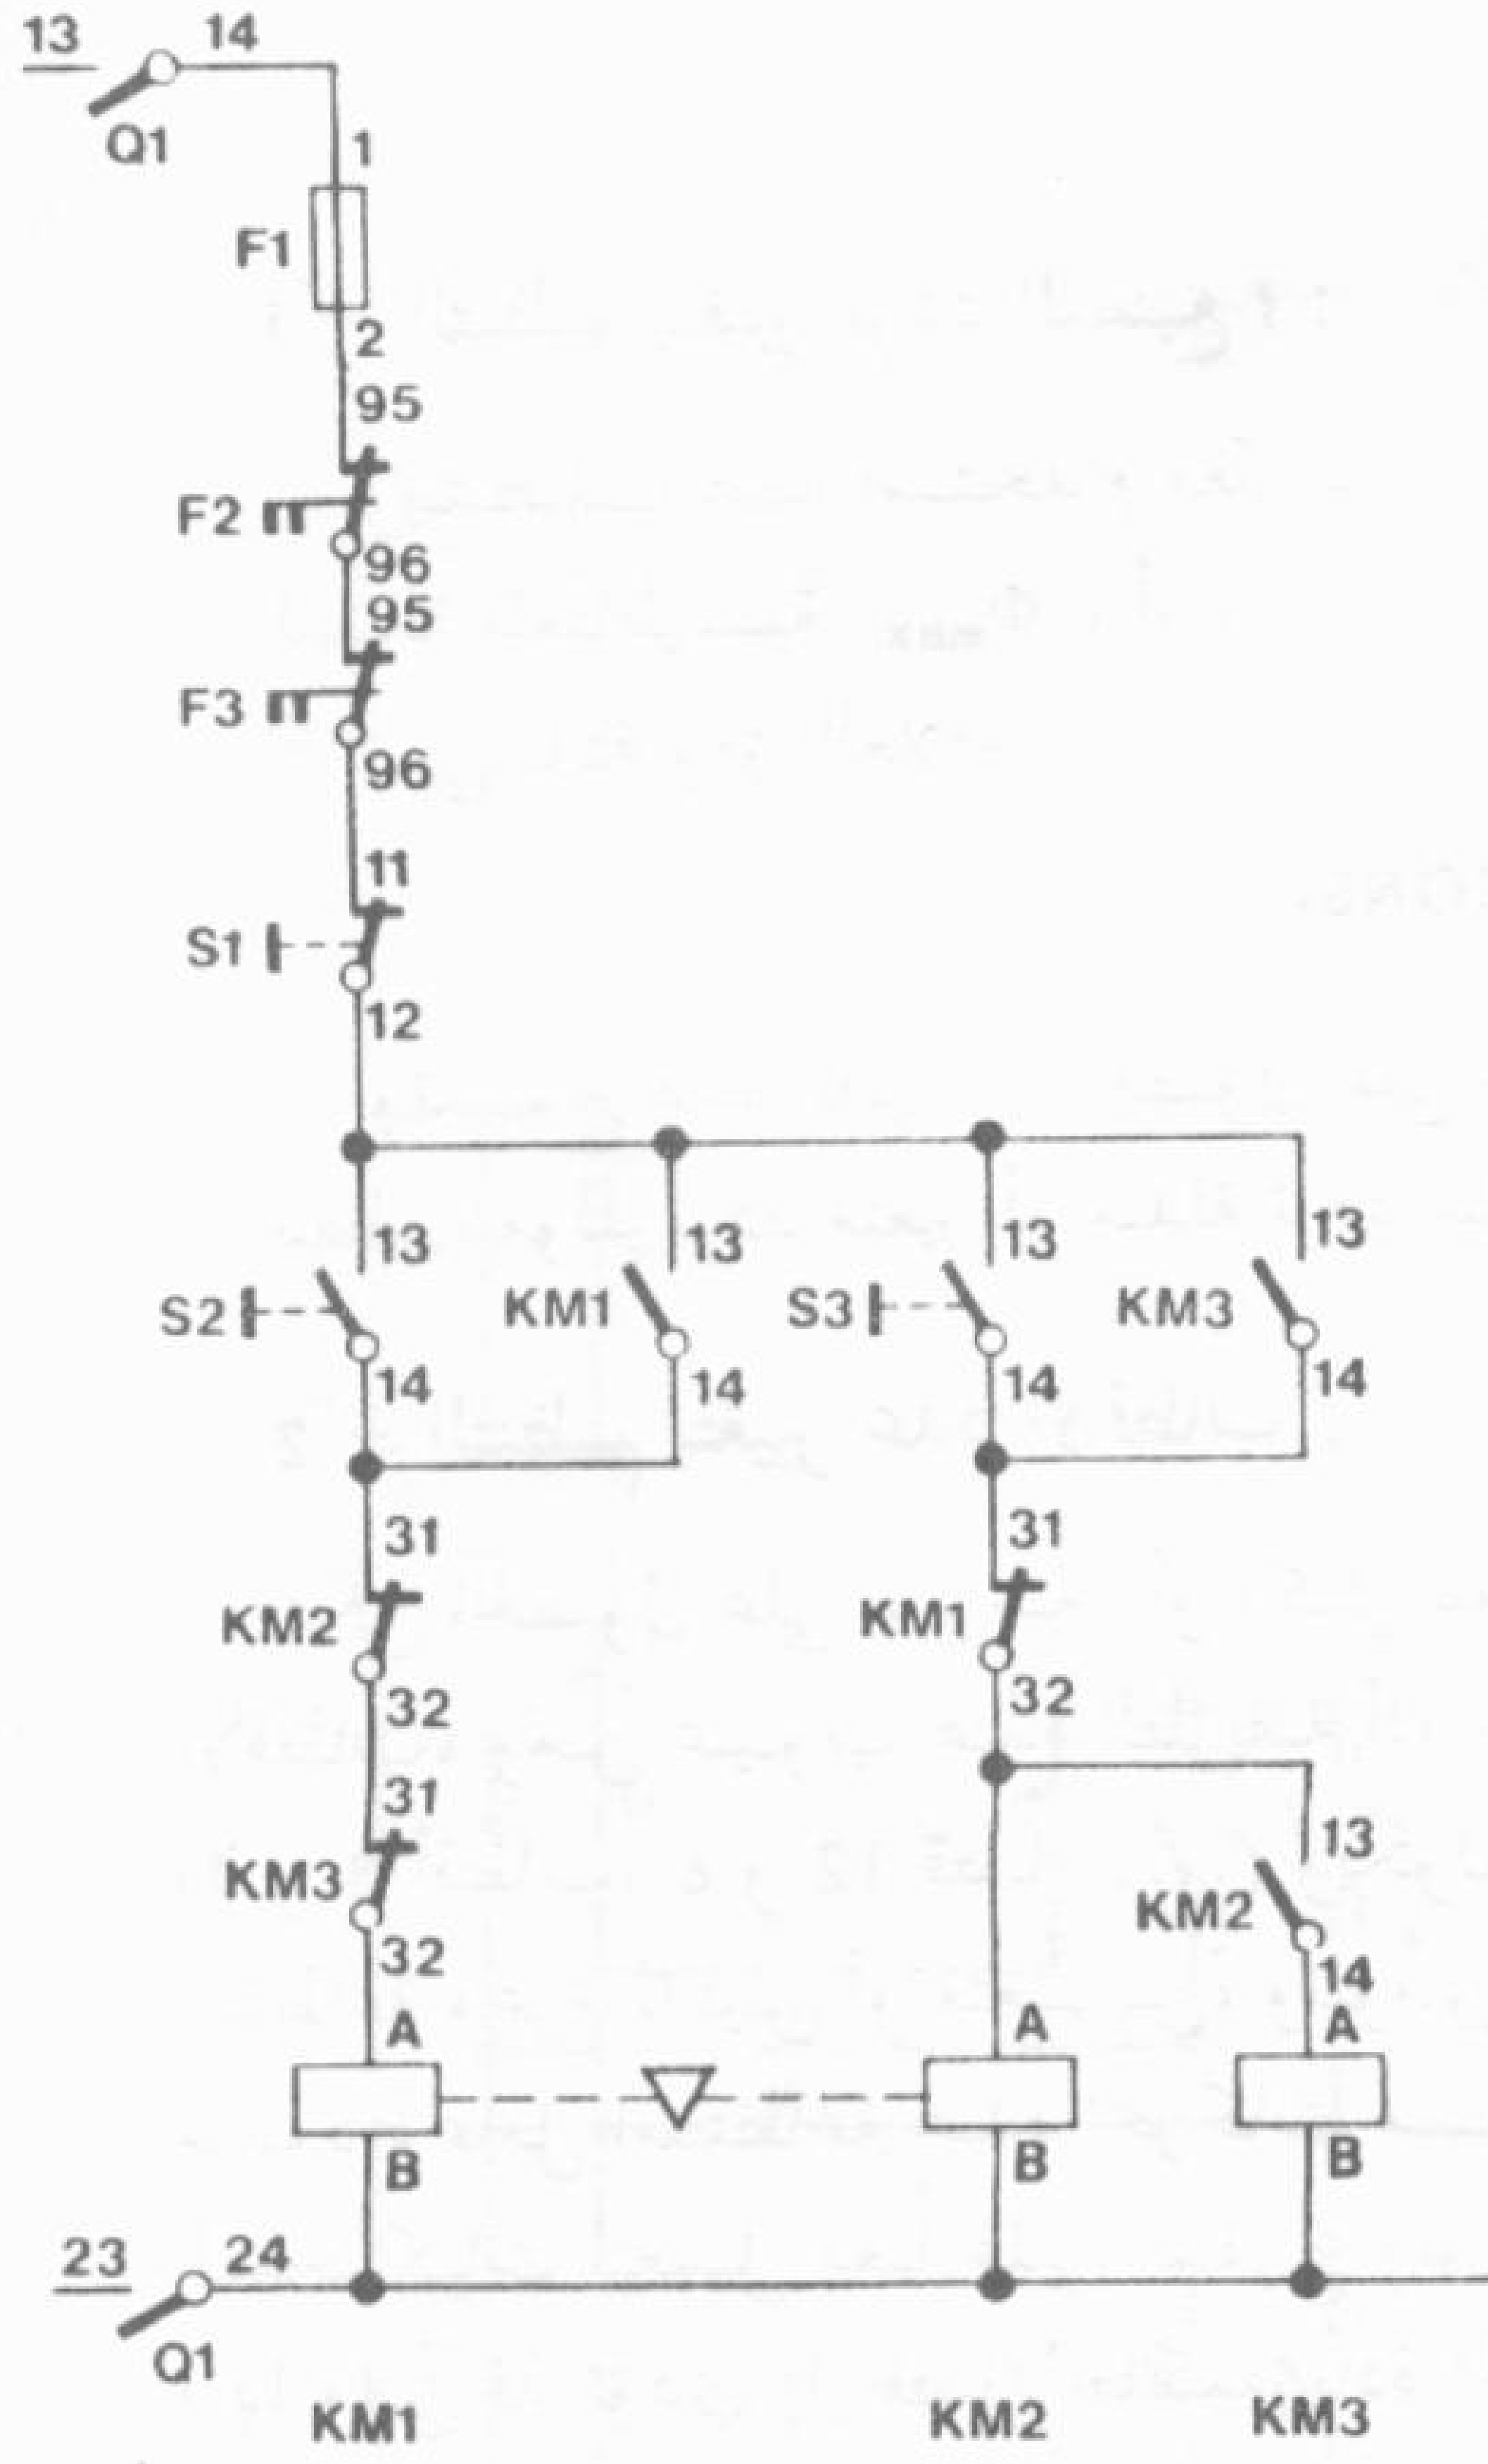 13 14
Q1
1
F1
2
95
F2
96
95
F3
96
11
S1
12
13 13 13 13
S2 KM1 S3 KM3
14 14 14 14
31 31
KM2 KM1
32 32
31 13
KM3 KM2
32 14
A A A
B B B
23 24
Q1
KM1 KM2 KM3